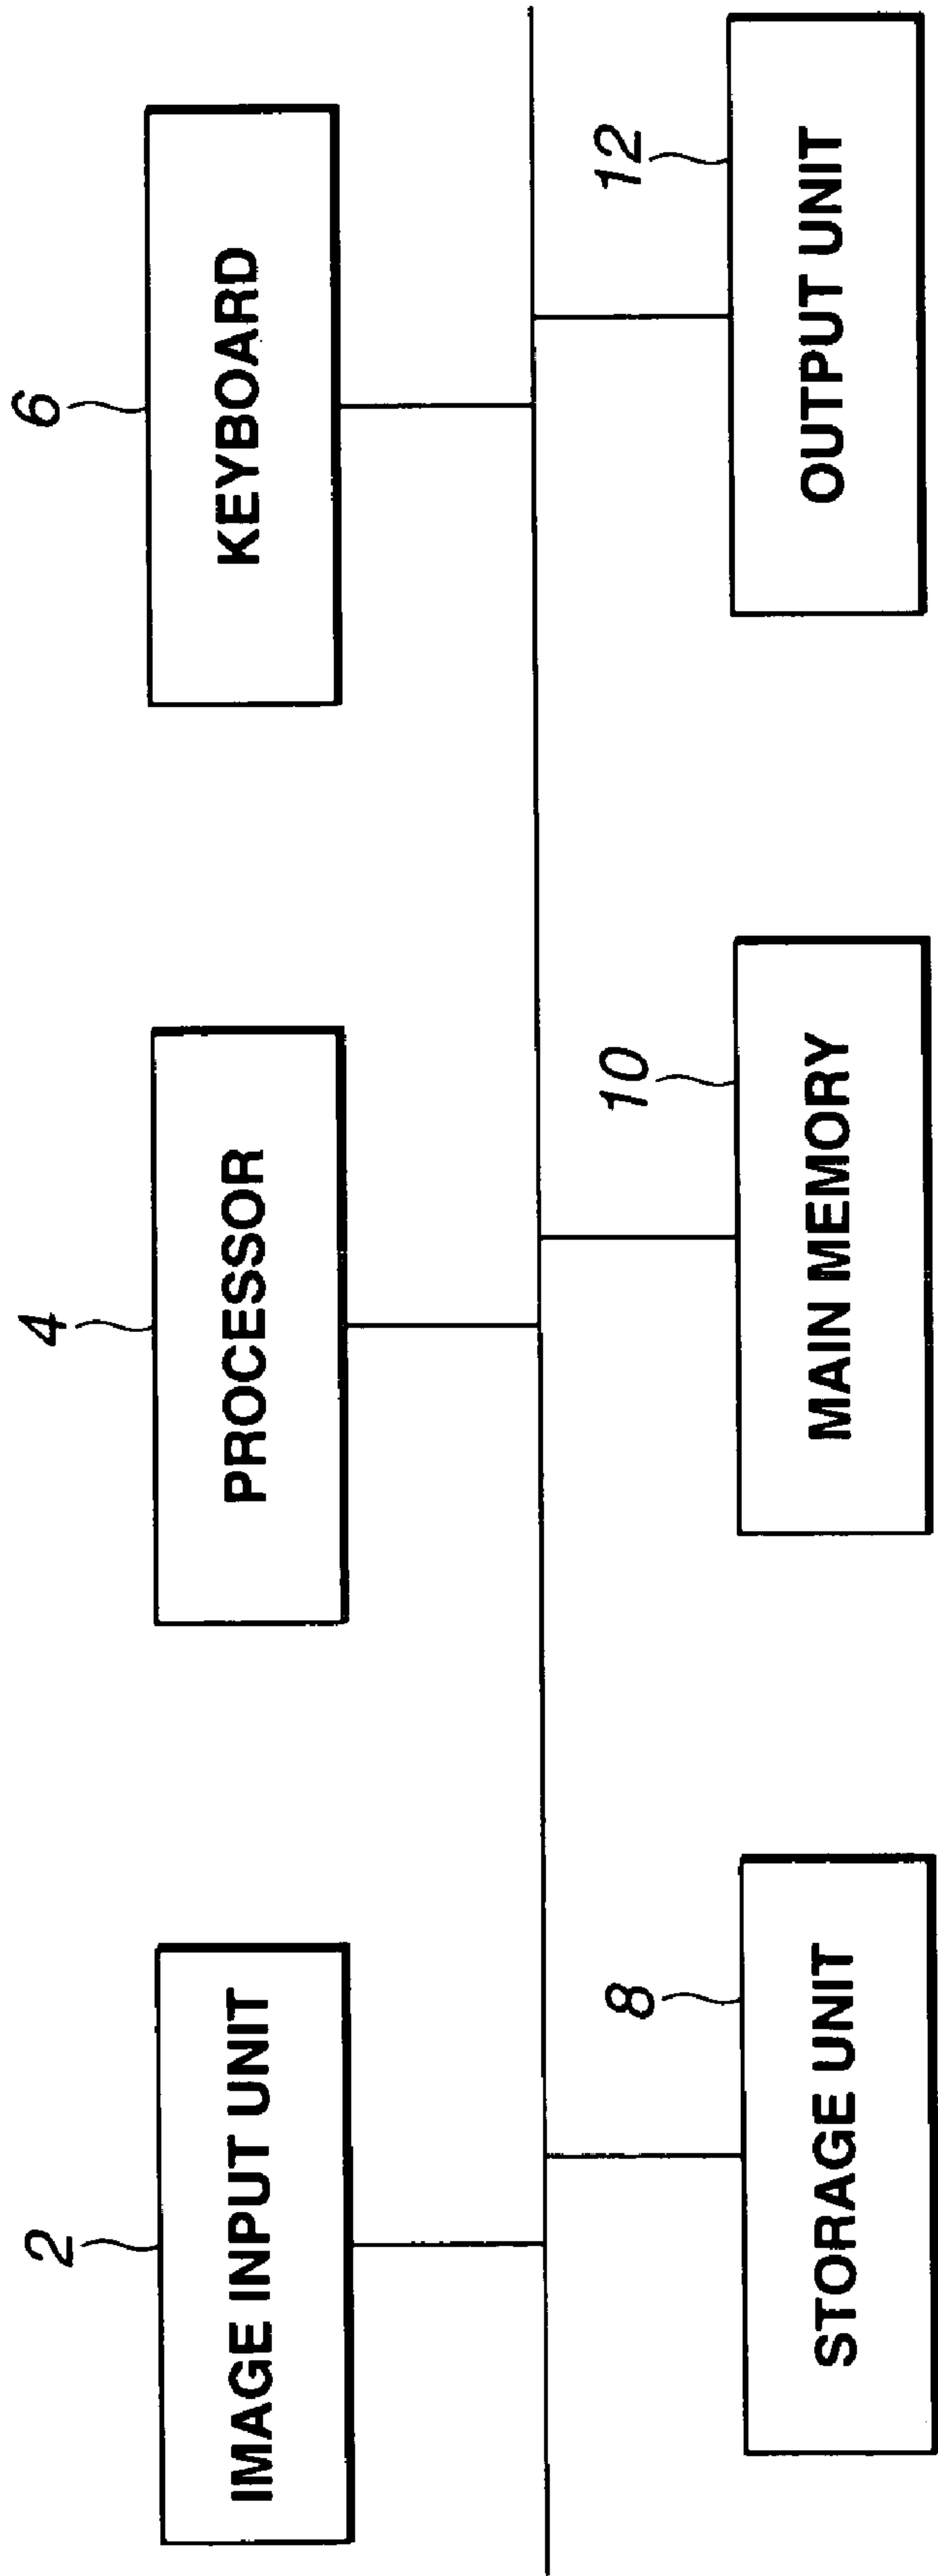 2
IMAGE INPUT UNIT
4
PROCESSOR
6
KEYBOARD
8
STORAGE UNIT
10
MAIN MEMORY
12
OUTPUT UNIT